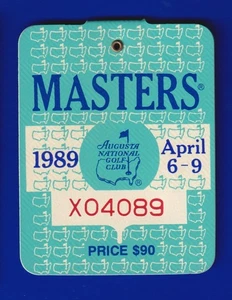 MASTERS®
1989
AUGUSTA
NATIONAL
GOLF
CLUB
April
6-9
X04089
PRICE $90